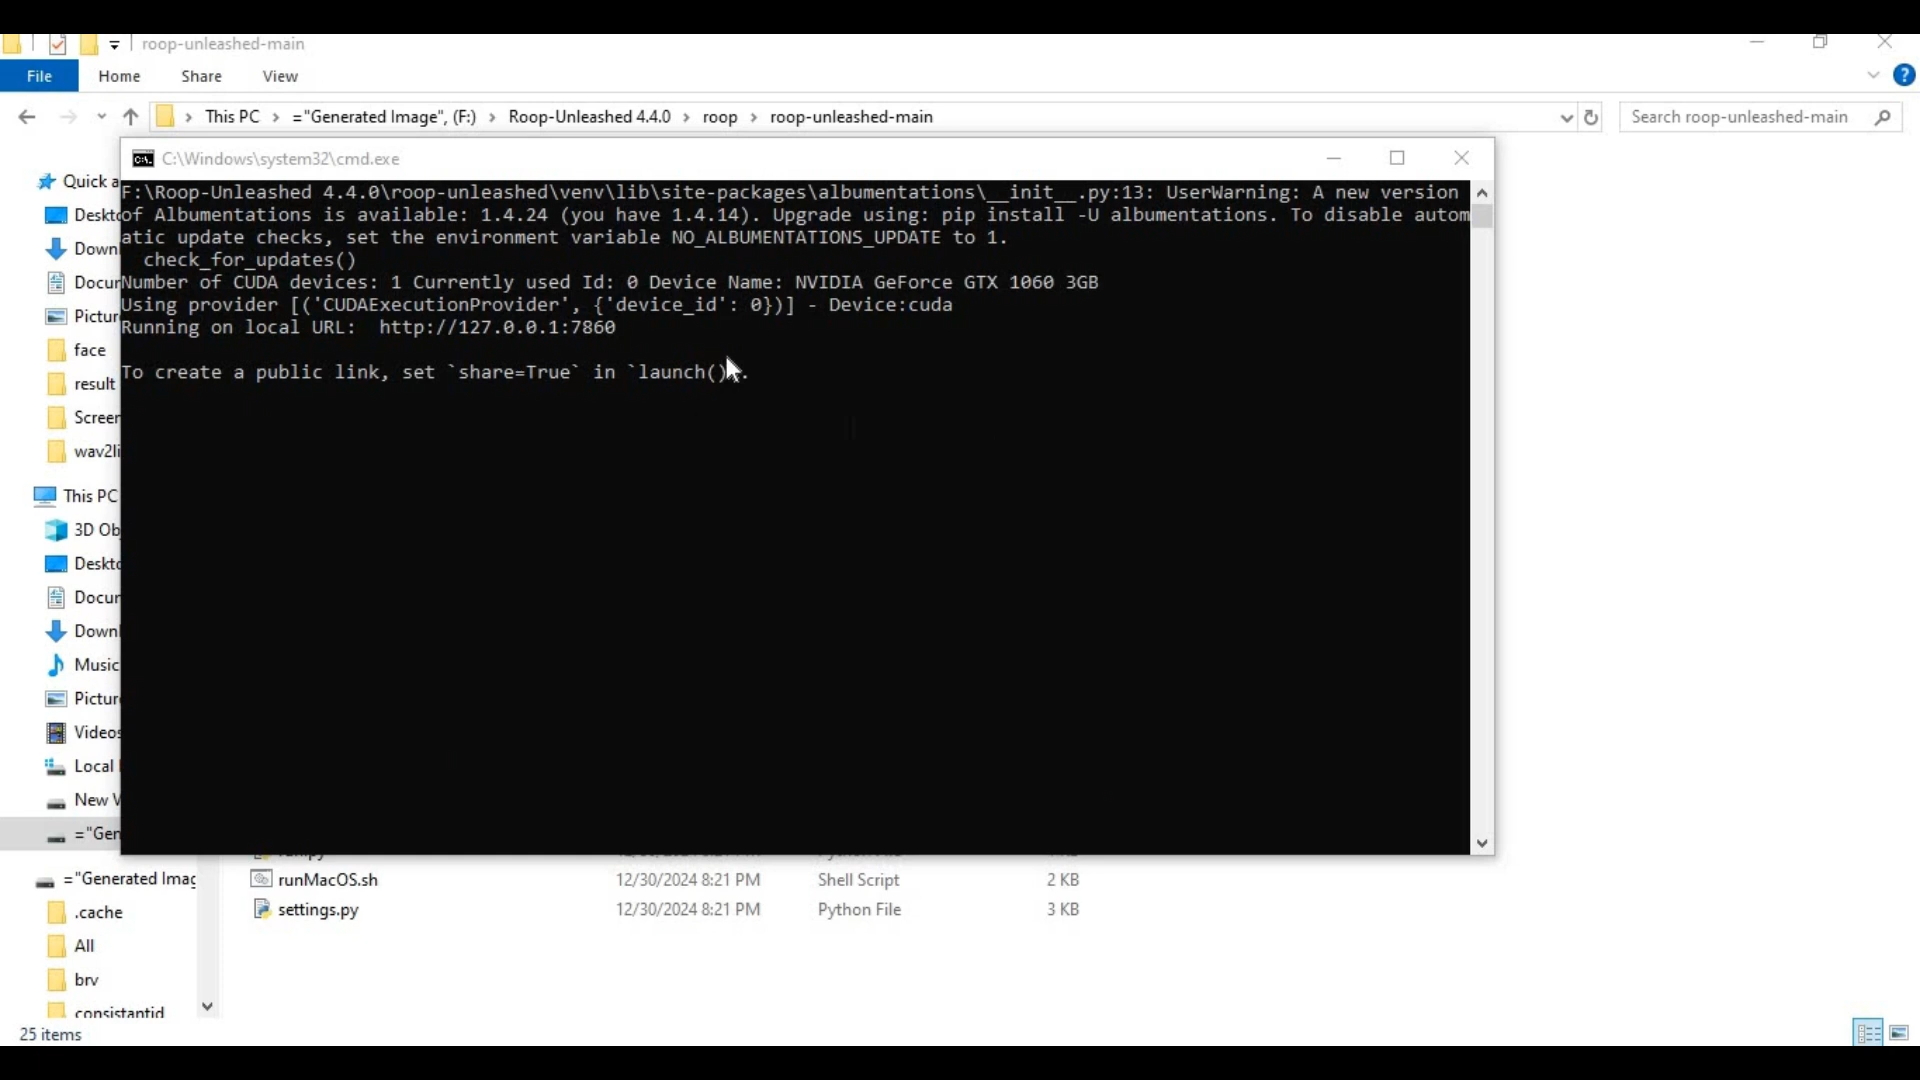 roop-unleashed-main
File Home Share View
This PC > ="Generated Image", (F:) > Roop-Unleashed 4.4.0 > roop > roop-unleashed-main
Search roop-unleashed-main
C:\Windows\system32\cmd.exe
F:\Roop-Unleashed 4.4.0\roop-unleashed\venv\lib\site-packages\albumentations\__init__.py:13: UserWarning: A new version
of Albumentations is available: 1.4.24 (you have 1.4.14). Upgrade using: pip install -U albumentations. To disable autom
atic update checks, set the environment variable NO_ALBUMENTATIONS_UPDATE to 1.
check_for_updates()
Number of CUDA devices: 1 Currently used Id: 0 Device Name: NVIDIA GeForce GTX 1060 3GB
Using provider [('CUDAExecutionProvider', {'device_id': 0})] - Device:cuda
Running on local URL: http://127.0.0.1:7860
To create a public link, set `share=True` in `launch()`.
Quick a
Deskto
Downl
Docur
Pictur
face
result
Screer
wav2li
This PC
3D Ob
Deskto
Docur
Downl
Music
Pictur
Videos
Local
New V
="Gen
="Generated Imag
.cache
All
brv
consistantid
runMacOS.sh 12/30/2024 8:21 PM Shell Script 2 KB
settings.py 12/30/2024 8:21 PM Python File 3 KB
25 items